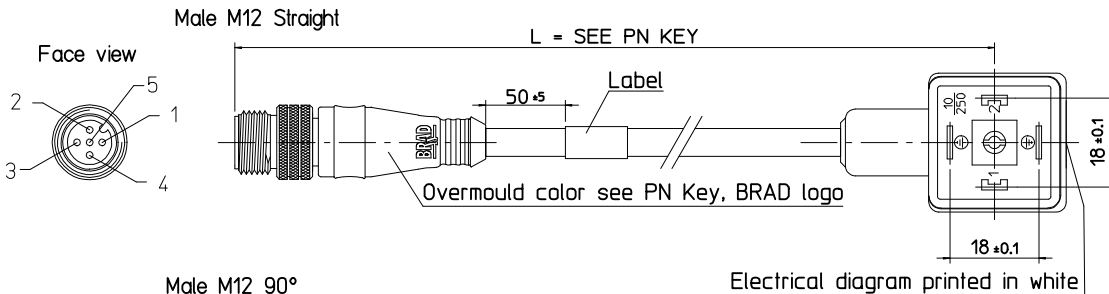 Male M12 Straight
L = SEE PN KEY
Face view
5
2
1
3
4
50 ±5
Label
BRAD
10
250
2
1
18 ±0.1
Overmould color see PN Key, BRAD logo
18 ±0.1
Male M12 90°
Electrical diagram printed in white